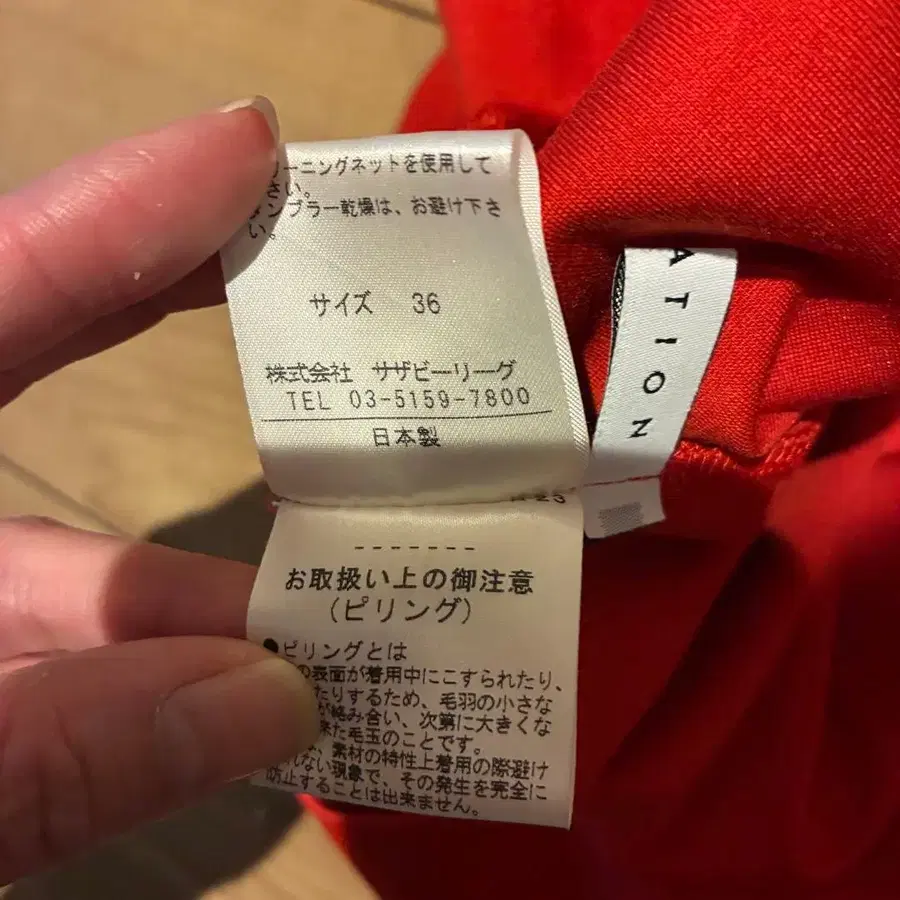 ーニングネットを使用して
さい。
ンブラー乾燥は、お避け下さ
い。
サイズ 36
株式会社 サザビーリーグ
TEL 03-5159-7800
日本製
ATION
-------
お取扱い上の御注意
(ピリング)
●ピリングとは
の表面が着用中にこすられたり、
たりするため、毛羽の小さな
が絡み合い、次第に大きくな
来た毛玉のことです。
、素材の特性上着用の際避け
れない現象で、その発生を完全に
防止することは出来ません。